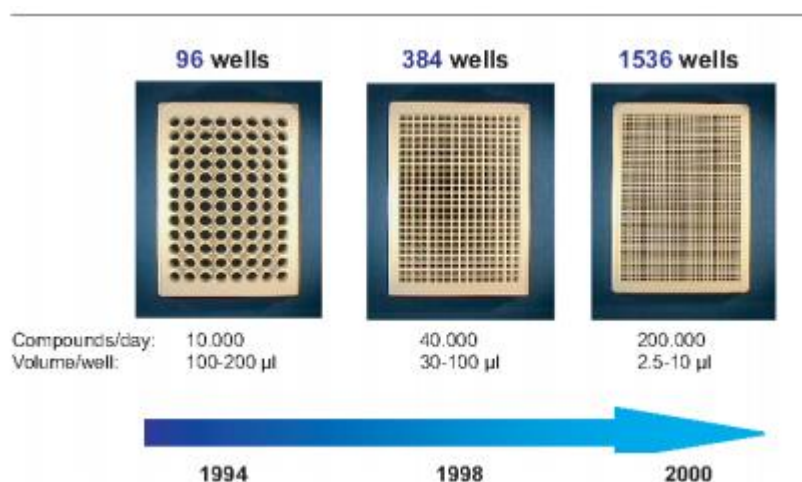 96 wells 384 wells 1536 wells
Compounds/day: 10.000 40.000 200.000
Volume/well: 100-200 µl 30-100 µl 2.5-10 µl
1994 1998 2000